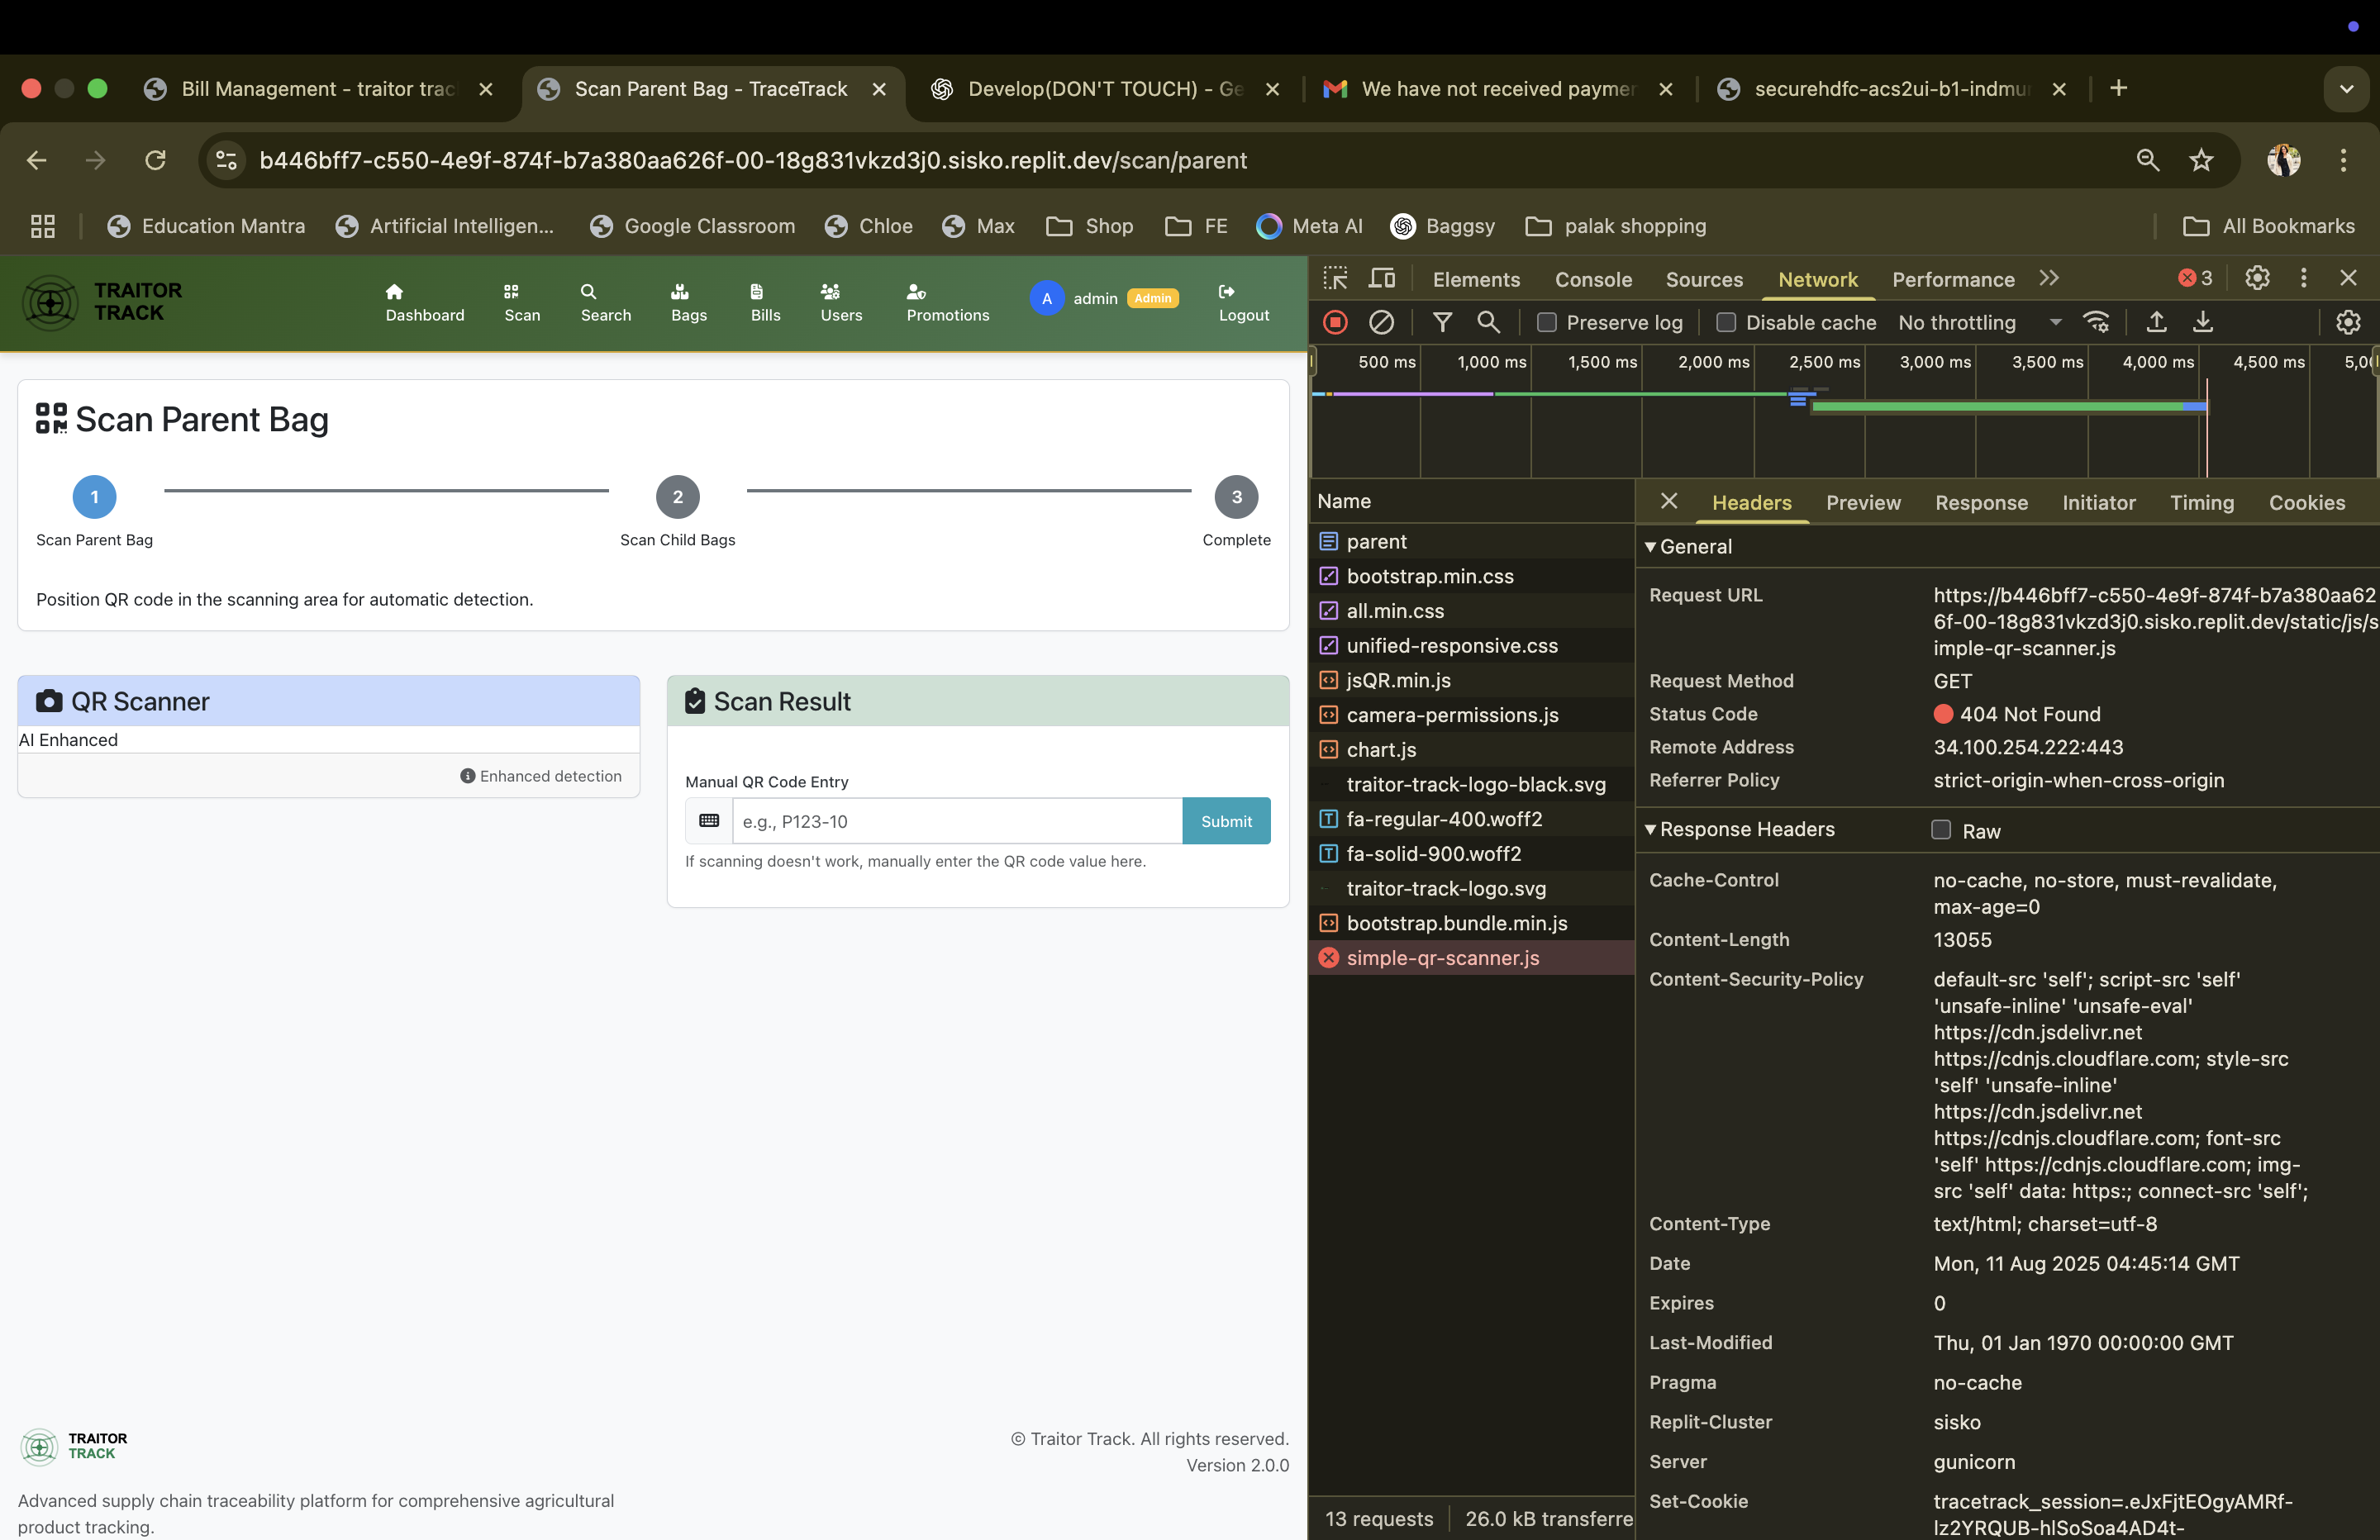 Bill Management - traitor trac
Scan Parent Bag - TraceTrack
Develop(DON'T TOUCH) - Ge
We have not received paymen
securehdfc-acs2ui-b1-indmu
b446bff7-c550-4e9f-874f-b7a380aa626f-00-18g831vkzd3j0.sisko.replit.dev/scan/parent
Education Mantra
Artificial Intelligen...
Google Classroom
Chloe
Max
Shop
FE
Meta AI
Baggsy
palak shopping
All Bookmarks
TRAITOR
TRACK
Dashboard
Scan
Search
Bags
Bills
Users
Promotions
A
admin
Admin
Logout
Scan Parent Bag
1
2
3
Scan Parent Bag
Scan Child Bags
Complete
Position QR code in the scanning area for automatic detection.
QR Scanner
AI Enhanced
Enhanced detection
Scan Result
Manual QR Code Entry
e.g., P123-10
Submit
If scanning doesn't work, manually enter the QR code value here.
TRAITOR
TRACK
© Traitor Track. All rights reserved.
Version 2.0.0
Advanced supply chain traceability platform for comprehensive agricultural
product tracking.
Elements
Console
Sources
Network
Performance
3
Preserve log
Disable cache
No throttling
500 ms
1,000 ms
1,500 ms
2,000 ms
2,500 ms
3,000 ms
3,500 ms
4,000 ms
4,500 ms
5,00
Name
parent
bootstrap.min.css
all.min.css
unified-responsive.css
jsQR.min.js
camera-permissions.js
chart.js
traitor-track-logo-black.svg
fa-regular-400.woff2
fa-solid-900.woff2
traitor-track-logo.svg
bootstrap.bundle.min.js
simple-qr-scanner.js
13 requests
26.0 kB transferre
Headers
Preview
Response
Initiator
Timing
Cookies
General
Request URL
https://b446bff7-c550-4e9f-874f-b7a380aa62
6f-00-18g831vkzd3j0.sisko.replit.dev/static/js/s
imple-qr-scanner.js
Request Method
GET
Status Code
404 Not Found
Remote Address
34.100.254.222:443
Referrer Policy
strict-origin-when-cross-origin
Response Headers
Raw
Cache-Control
no-cache, no-store, must-revalidate,
max-age=0
Content-Length
13055
Content-Security-Policy
default-src 'self'; script-src 'self'
'unsafe-inline' 'unsafe-eval'
https://cdn.jsdelivr.net
https://cdnjs.cloudflare.com; style-src
'self' 'unsafe-inline'
https://cdn.jsdelivr.net
https://cdnjs.cloudflare.com; font-src
'self' https://cdnjs.cloudflare.com; img-
src 'self' data: https:; connect-src 'self';
Content-Type
text/html; charset=utf-8
Date
Mon, 11 Aug 2025 04:45:14 GMT
Expires
0
Last-Modified
Thu, 01 Jan 1970 00:00:00 GMT
Pragma
no-cache
Replit-Cluster
sisko
Server
gunicorn
Set-Cookie
tracetrack_session=.eJxFjtEOgyAMRf-
lz2YRQUB-hlSoSoa4AD4t-